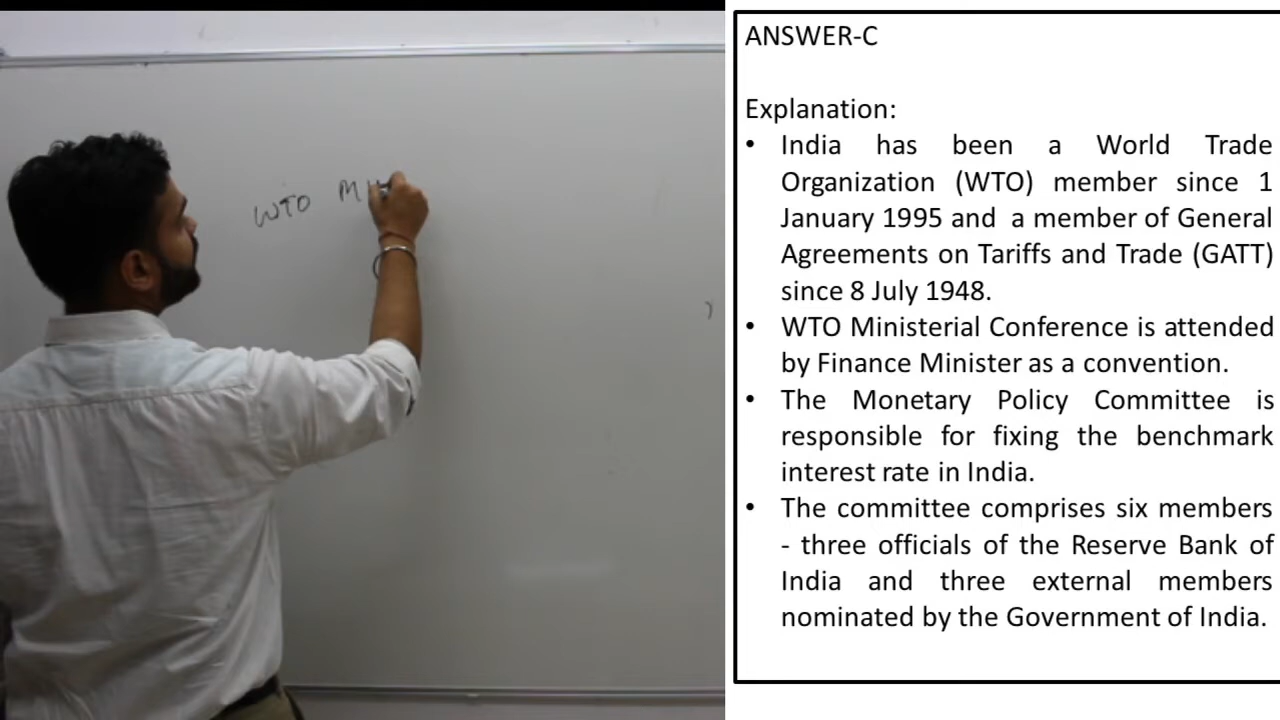 WTO MI
ANSWER-C
Explanation:
• India has been a World Trade
Organization (WTO) member since 1
January 1995 and a member of General
Agreements on Tariffs and Trade (GATT)
since 8 July 1948.
• WTO Ministerial Conference is attended
by Finance Minister as a convention.
• The Monetary Policy Committee is
responsible for fixing the benchmark
interest rate in India.
• The committee comprises six members
- three officials of the Reserve Bank of
India and three external members
nominated by the Government of India.